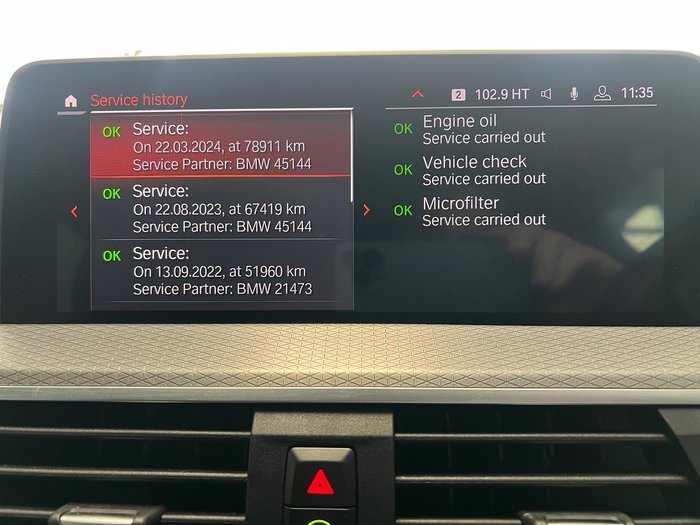 Service history
2 102.9 HT 11:35
OK Service:
On 22.03.2024, at 78911 km
Service Partner: BMW 45144
OK Service:
On 22.08.2023, at 67419 km
Service Partner: BMW 45144
OK Service:
On 13.09.2022, at 51960 km
Service Partner: BMW 21473
OK Engine oil
Service carried out
OK Vehicle check
Service carried out
OK Microfilter
Service carried out